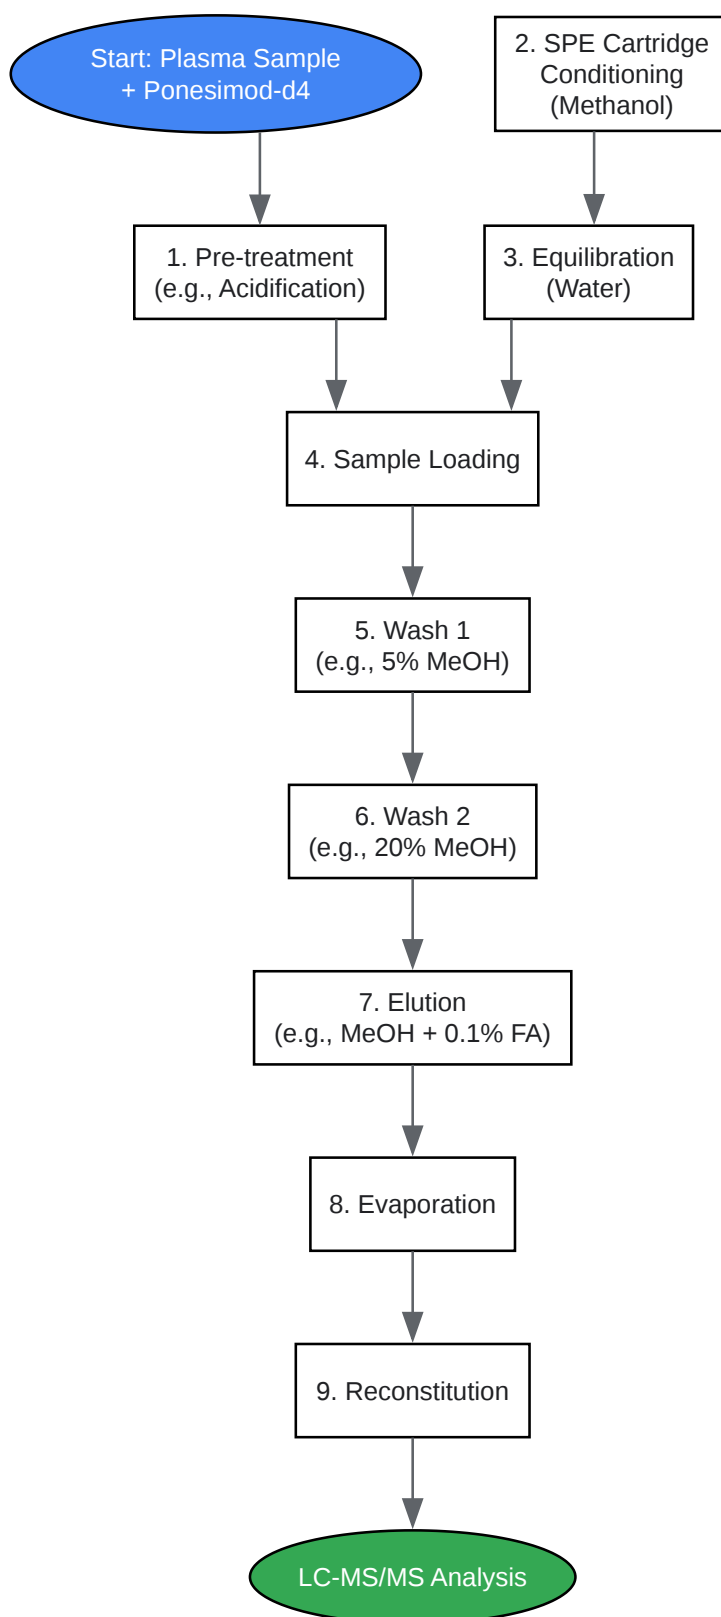 Start: Plasma Sample
+ Ponesimod-d4
2. SPE Cartridge
Conditioning
(Methanol)
1. Pre-treatment
(e.g., Acidification)
3. Equilibration
(Water)
4. Sample Loading
5. Wash 1
(e.g., 5% MeOH)
6. Wash 2
(e.g., 20% MeOH)
7. Elution
(e.g., MeOH + 0.1% FA)
8. Evaporation
9. Reconstitution
LC-MS/MS Analysis